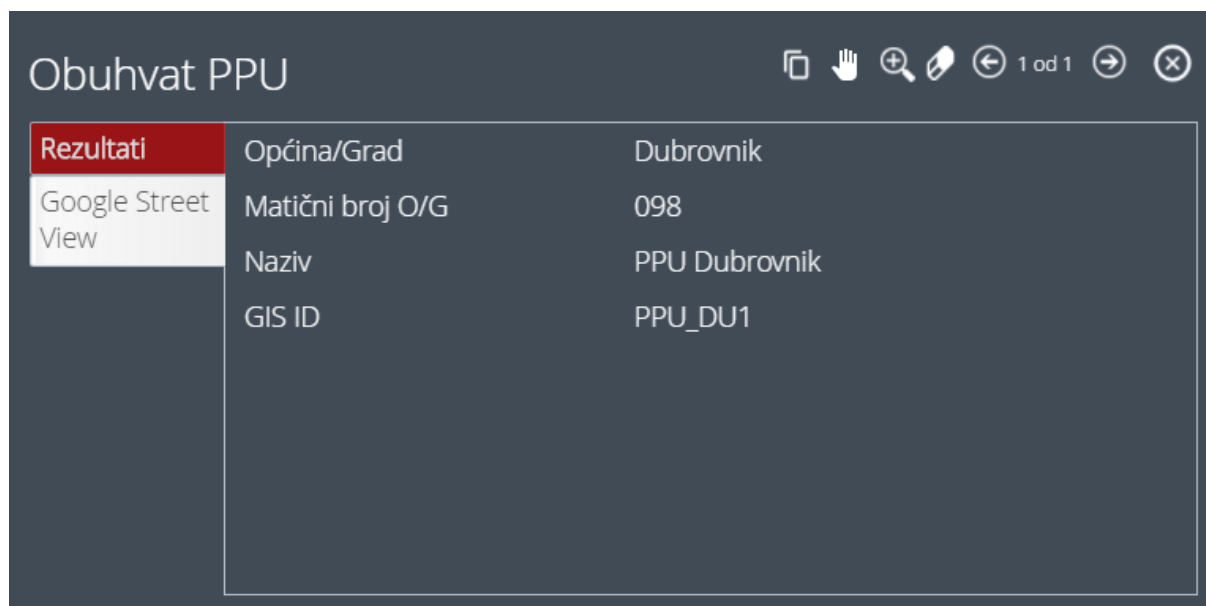 Obuhvat PPU
1 od 1
Rezultati
Google Street
View
Općina/Grad Dubrovnik
Matični broj O/G 098
Naziv PPU Dubrovnik
GIS ID PPU_DU1